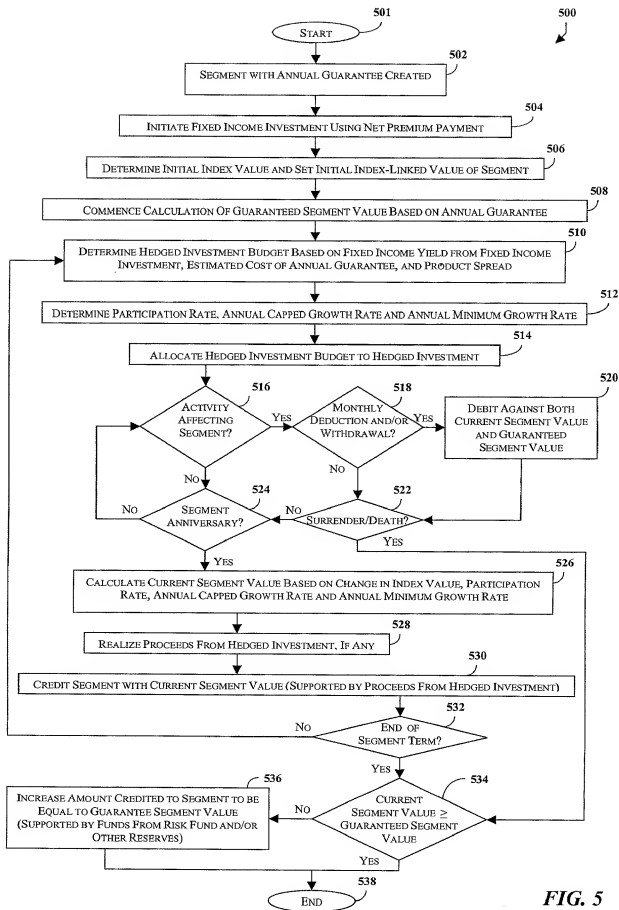 501
500
START
502
SEGMENT WITH ANNUAL GUARANTEE CREATED
504
INITIATE FIXED INCOME INVESTMENT USING NET PREMIUM PAYMENT
506
DETERMINE INITIAL INDEX VALUE AND SET INITIAL INDEX-LINKED VALUE OF SEGMENT
508
COMMENCE CALCULATION OF GUARANTEED SEGMENT VALUE BASED ON ANNUAL GUARANTEE
510
DETERMINE HEDGED INVESTMENT BUDGET BASED ON FIXED INCOME YIELD FROM FIXED INCOME
INVESTMENT, ESTIMATED COST OF ANNUAL GUARANTEE, AND PRODUCT SPREAD
512
DETERMINE PARTICIPATION RATE, ANNUAL CAPPED GROWTH RATE AND ANNUAL MINIMUM GROWTH RATE
514
ALLOCATE HEDGED INVESTMENT BUDGET TO HEDGED INVESTMENT
516
ACTIVITY
AFFECTING
SEGMENT?
YES
NO
518
MONTHLY
DEDUCTION AND/OR
WITHDRAWAL?
YES
NO
520
DEBIT AGAINST BOTH
CURRENT SEGMENT VALUE
AND GUARANTEED
SEGMENT VALUE
524
SEGMENT
ANNIVERSARY?
NO
YES
522
SURRENDER/DEATH?
NO
YES
526
CALCULATE CURRENT SEGMENT VALUE BASED ON CHANGE IN INDEX VALUE, PARTICIPATION
RATE, ANNUAL CAPPED GROWTH RATE AND ANNUAL MINIMUM GROWTH RATE
528
REALIZE PROCEEDS FROM HEDGED INVESTMENT, IF ANY
530
CREDIT SEGMENT WITH CURRENT SEGMENT VALUE (SUPPORTED BY PROCEEDS FROM HEDGED INVESTMENT)
532
NO
END OF
SEGMENT TERM?
YES
534
CURRENT
SEGMENT VALUE ≥
GUARANTEED SEGMENT
VALUE
NO
YES
536
INCREASE AMOUNT CREDITED TO SEGMENT TO BE
EQUAL TO GUARANTEE SEGMENT VALUE
(SUPPORTED BY FUNDS FROM RISK FUND AND/OR
OTHER RESERVES)
538
END
FIG. 5